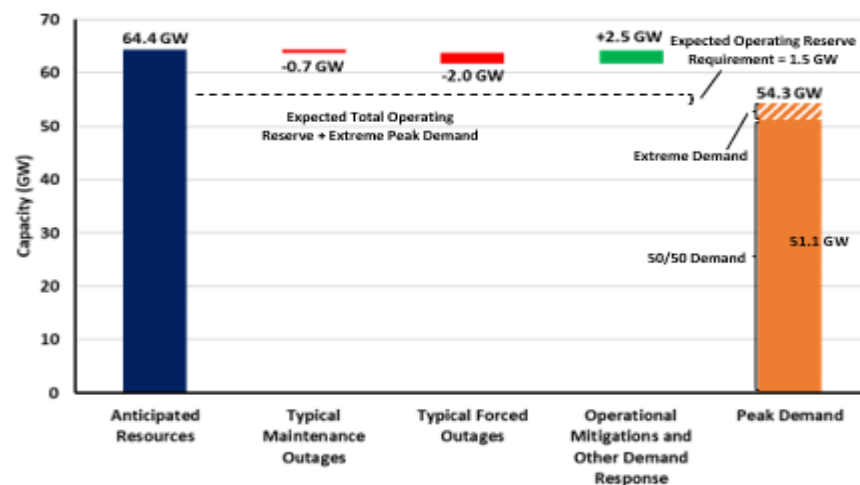 70
60
50
40
30
20
10
0
Capacity (GW)
64.4 GW
-0.7 GW
-2.0 GW
+2.5 GW
Expected Operating Reserve
Requirement = 1.5 GW
Expected Total Operating
Reserve + Extreme Peak Demand
54.3 GW
Extreme Demand
51.1 GW
50/50 Demand
Anticipated
Resources
Typical
Maintenance
Outages
Typical Forced
Outages
Operational
Mitigations and
Other Demand
Response
Peak Demand